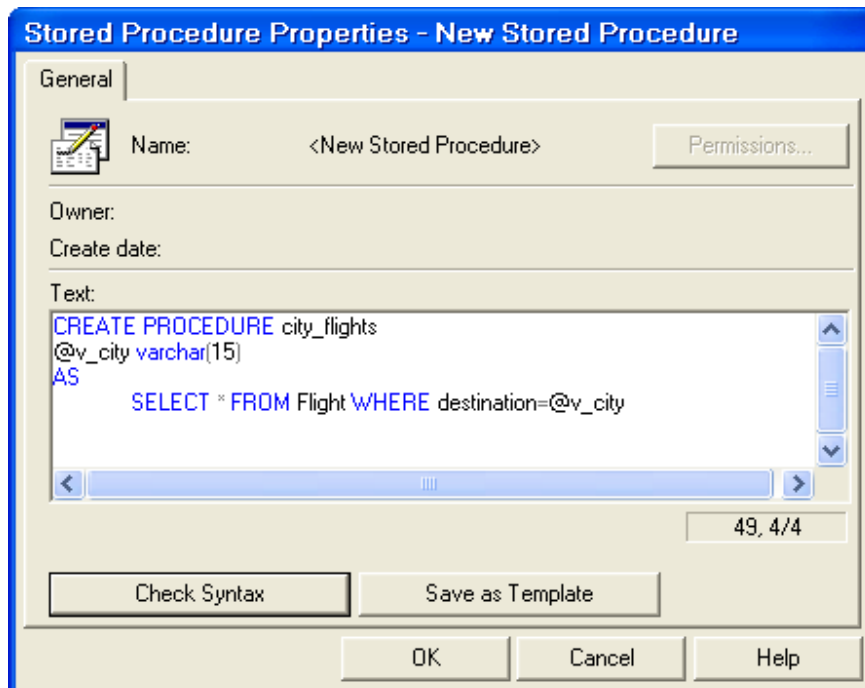 Stored Procedure Properties - New Stored Procedure
General
Name: <New Stored Procedure> Permissions...
Owner:
Create date:
Text:
CREATE PROCEDURE city_flights
@v_city varchar(15)
AS
SELECT * FROM Flight WHERE destination=@v_city
49, 4/4
Check Syntax Save as Template
OK Cancel Help